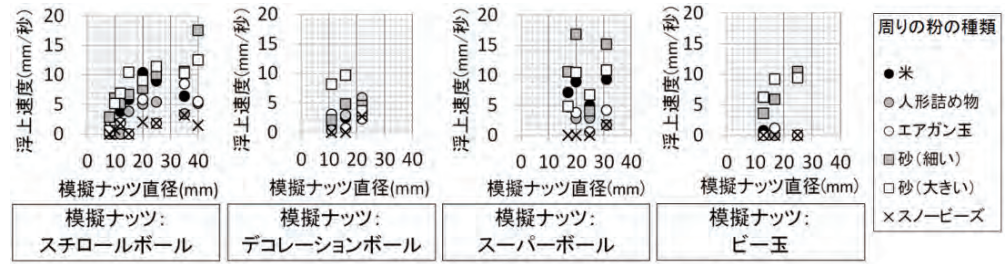 浮上速度(mm/秒)
20
15
10
5
0
0 10 20 30 40
模擬ナッツ直径(mm)
模擬ナッツ:
スチロールボール
浮上速度(mm/秒)
20
15
10
5
0
0 10 20 30 40
模擬ナッツ直径(mm)
模擬ナッツ:
デコレーションボール
浮上速度(mm/秒)
20
15
10
5
0
0 10 20 30 40
模擬ナッツ直径(mm)
模擬ナッツ:
スーパーボール
浮上速度(mm/秒)
20
15
10
5
0
0 10 20 30 40
模擬ナッツ直径(mm)
模擬ナッツ:
ビー玉
周りの粉の種類
米
人形詰め物
エアガン玉
砂(細い)
砂(大きい)
スノービーズ